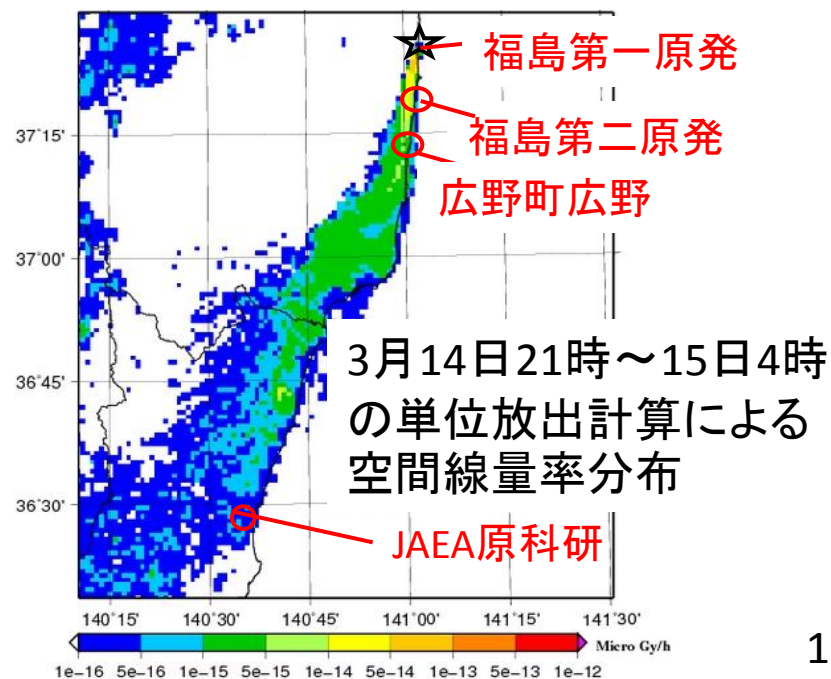 福島第一原発
福島第二原発
広野町広野
37°15'
37°00'
36°45'
36°30'
3月14日21時～15日4時
の単位放出計算による
空間線量率分布
JAEA原科研
140°15' 140°30' 140°45' 141°00' 141°15' 141°30'
Micro Gy/h
1e-16 5e-16 1e-15 5e-15 1e-14 5e-14 1e-13 5e-13 1e-12
1